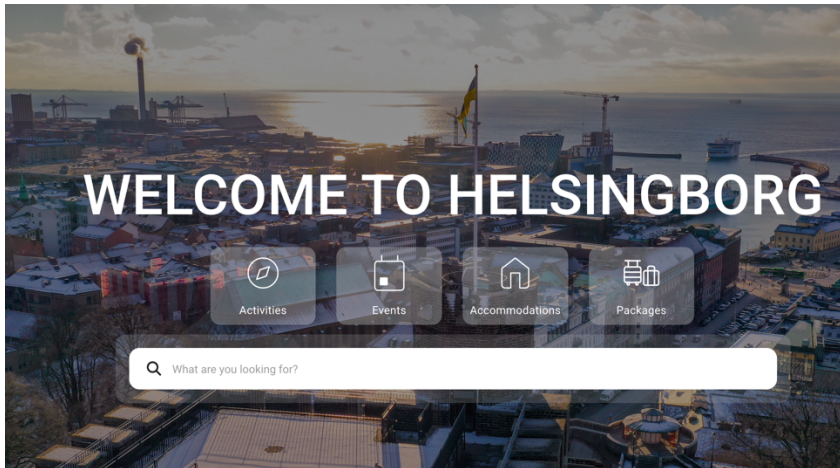 WELCOME TO HELSINGBORG
Activities
Events
Accommodations
Packages
What are you looking for?